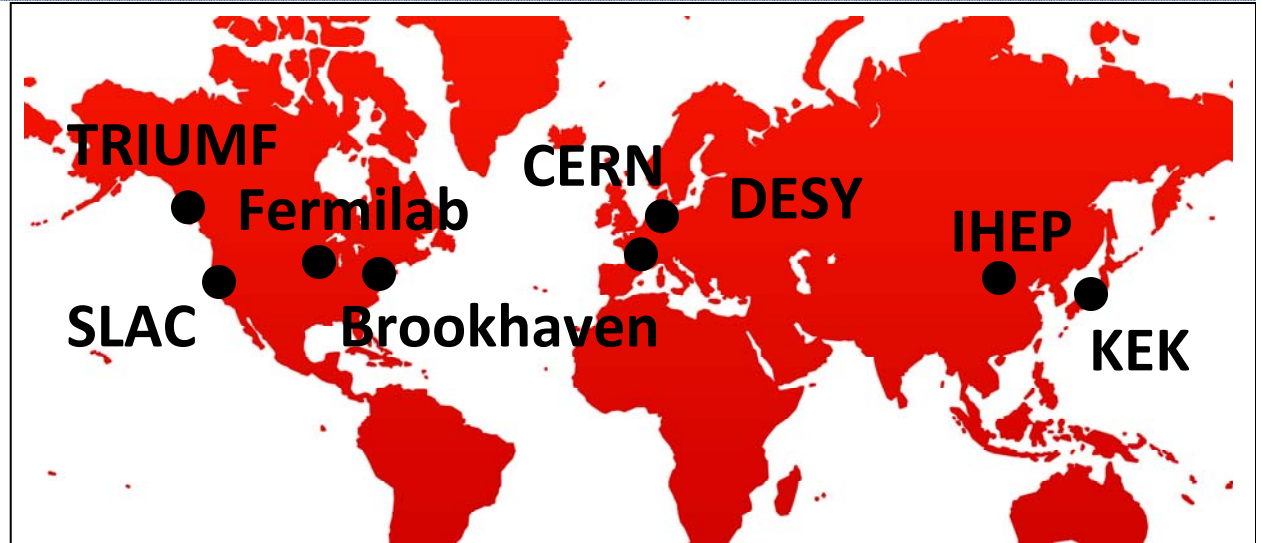 TRIUMF
CERN
Fermilab
DESY
IHEP
SLAC
Brookhaven
KEK